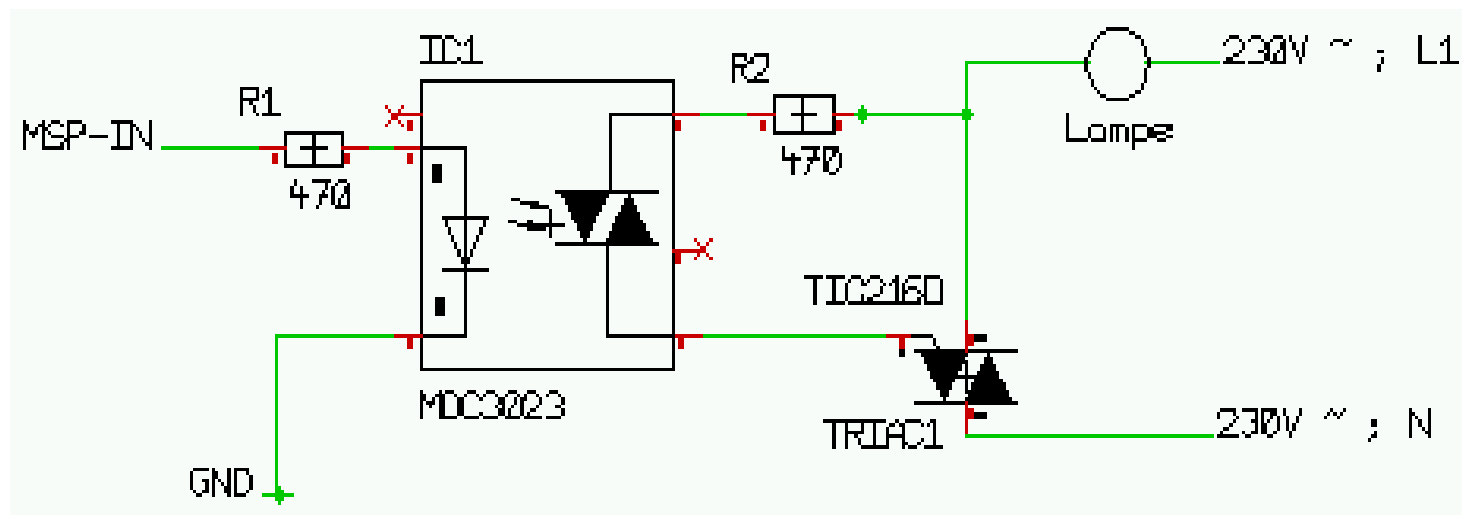 IC1
230V ~ ; L1
R2
R1
MSP-IN
Lampe
470
470
TIC216D
MOC3023
TRIAC1
230V ~ ; N
GND